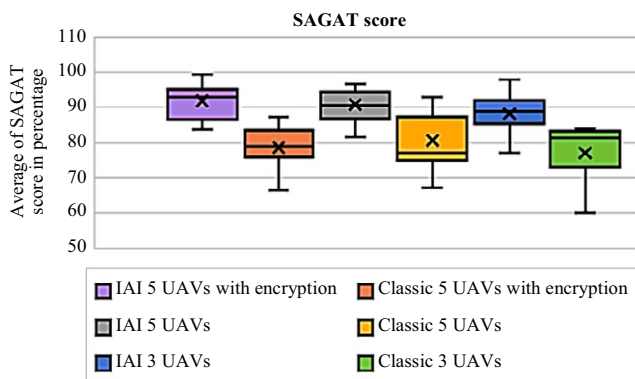 SAGAT score
Average of SAGAT
score in percentage
110
100
90
80
70
60
50
IAI 5 UAVs with encryption
Classic 5 UAVs with encryption
IAI 5 UAVs
Classic 5 UAVs
IAI 3 UAVs
Classic 3 UAVs